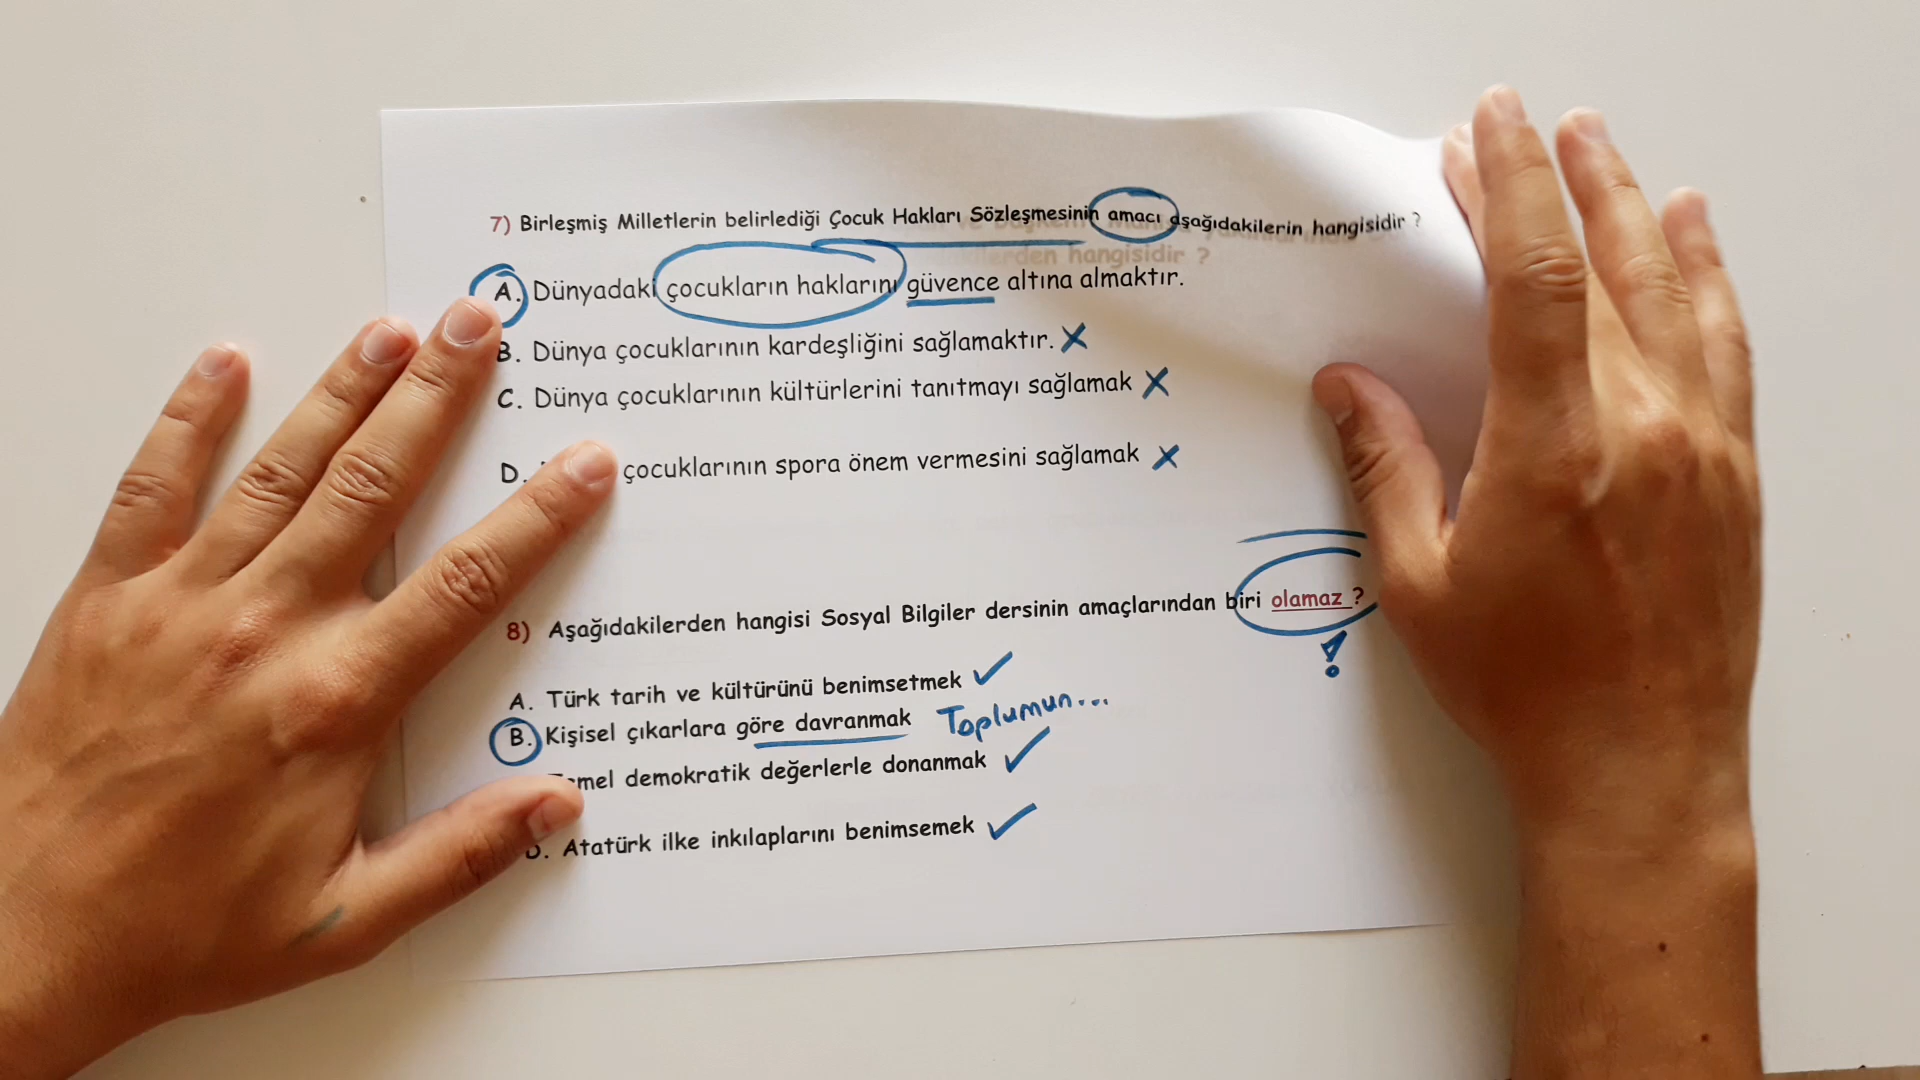 7) Birleşmiş Milletlerin belirlediği Çocuk Hakları Sözleşmesinin amacı aşağıdakilerin hangisidir ?
hangisidir ?
A. Dünyadaki çocukların haklarını güvence altına almaktır.
B. Dünya çocuklarının kardeşliğini sağlamaktır.
C. Dünya çocuklarının kültürlerini tanıtmayı sağlamak
D. çocuklarının spora önem vermesini sağlamak
8) Aşağıdakilerden hangisi Sosyal Bilgiler dersinin amaçlarından biri olamaz ?
!
A. Türk tarih ve kültürünü benimsetmek
B. Kişisel çıkarlara göre davranmak Toplumun...
demokratik değerlerle donanmak
D. Atatürk ilke inkılaplarını benimsemek